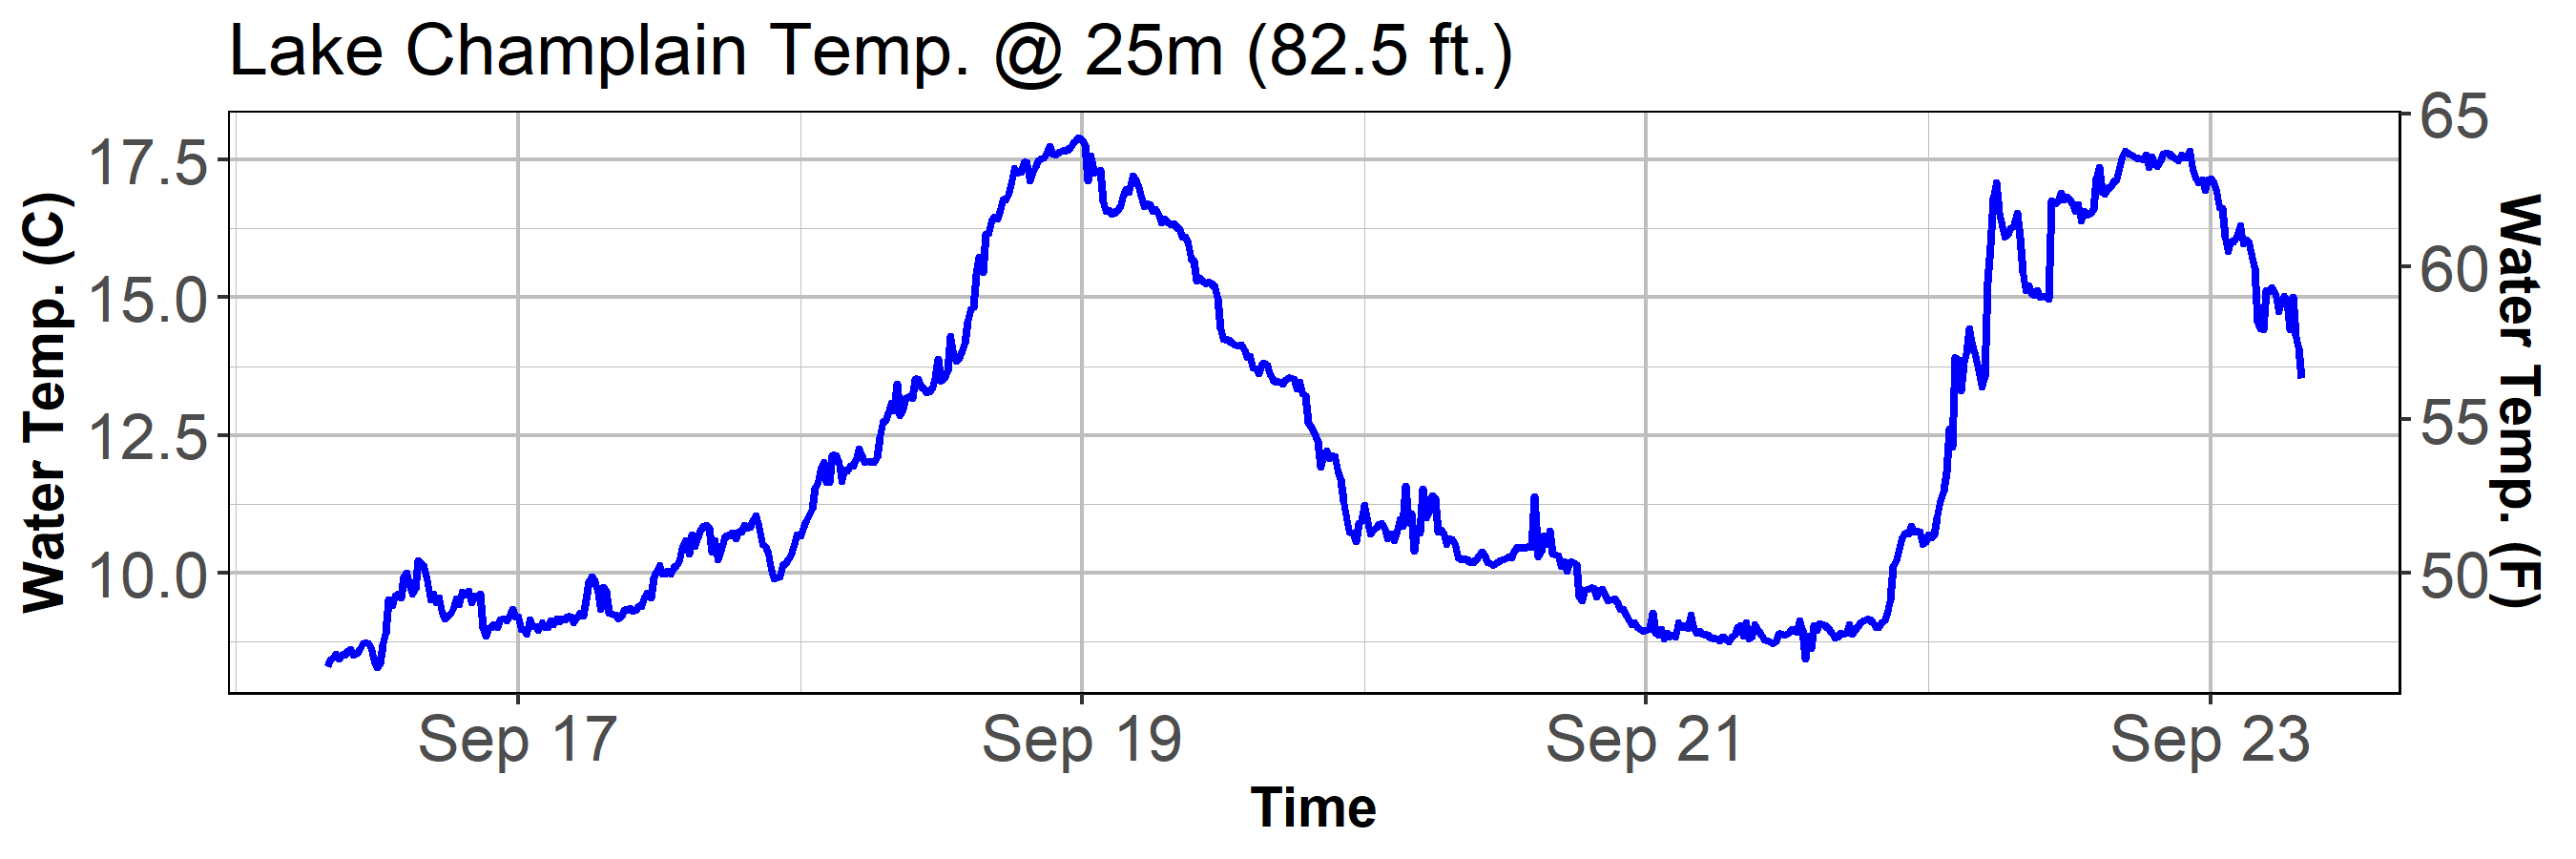 Lake Champlain Temp. @ 25m (82.5 ft.)
Water Temp. (C)
17.5
15.0
12.5
10.0
65
60
55
50
Water Temp. (F)
Sep 17
Sep 19
Sep 21
Sep 23
Time